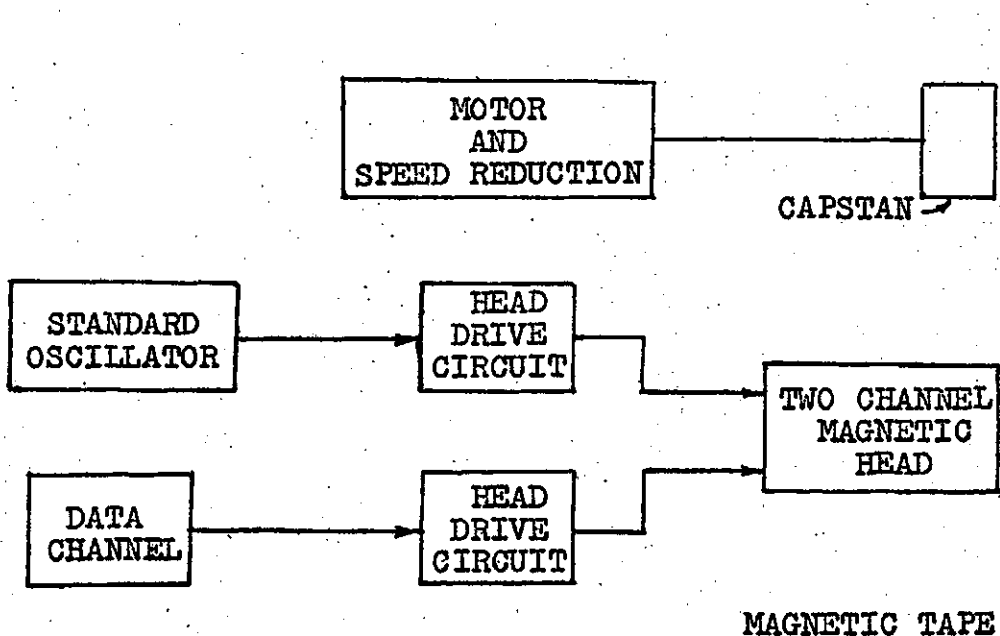 MOTOR
AND
SPEED REDUCTION
CAPSTAN
STANDARD
OSCILLATOR
HEAD
DRIVE
CIRCUIT
TWO CHANNEL
MAGNETIC
HEAD
DATA
CHANNEL
HEAD
DRIVE
CIRCUIT
MAGNETIC TAPE